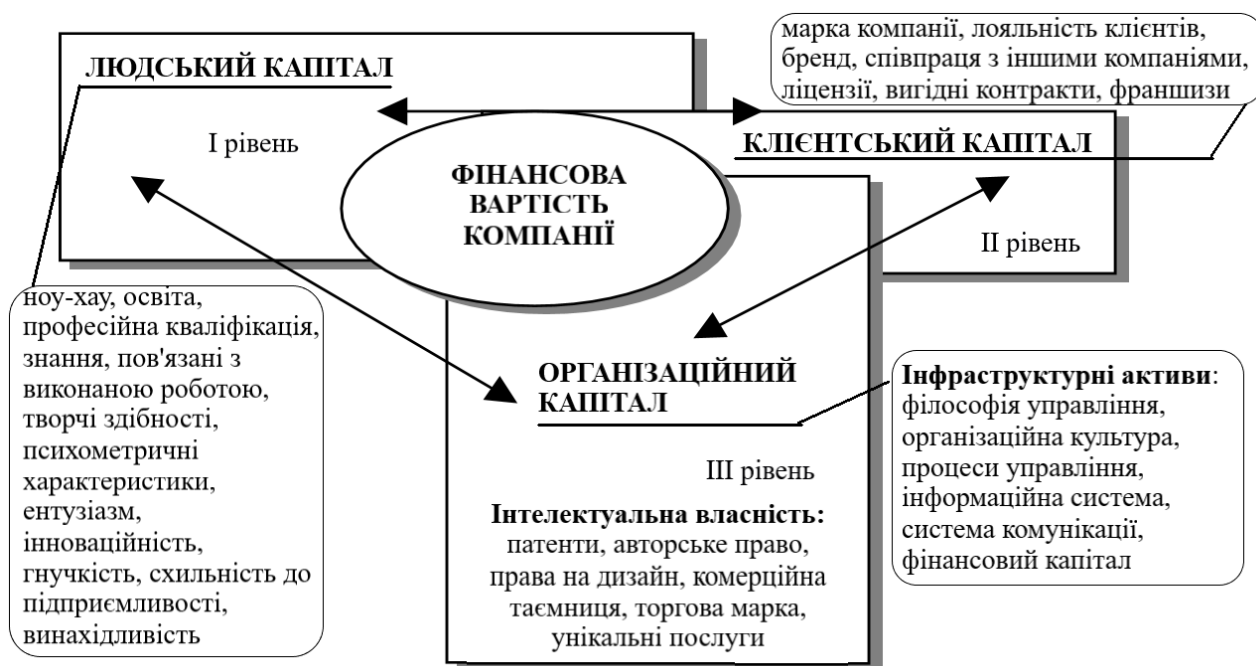 ЛЮДСЬКИЙ КАПІТАЛ
І рівень
марка компанії, лояльність клієнтів,
бренд, співпраця з іншими компаніями,
ліцензії, вигідні контракти, франшизи
КЛІЄНТСЬКИЙ КАПІТАЛ
ІІ рівень
ФІНАНСОВА
ВАРТІСТЬ
КОМПАНІЇ
ноу-хау, освіта,
професійна кваліфікація,
знання, пов'язані з
виконаною роботою,
творчі здібності,
психометричні
характеристики,
ентузіазм,
інноваційність,
гнучкість, схильність до
підприємливості,
винахідливість
ОРГАНІЗАЦІЙНИЙ
КАПІТАЛ
ІІІ рівень
Інтелектуальна власність:
патенти, авторське право,
права на дизайн, комерційна
таємниця, торгова марка,
унікальні послуги
Інфраструктурні активи:
філософія управління,
організаційна культура,
процеси управління,
інформаційна система,
система комунікації,
фінансовий капітал